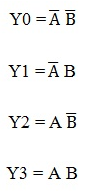 Y0 = A̅ B̅
Y1 = A̅ B
Y2 = A B̅
Y3 = A B